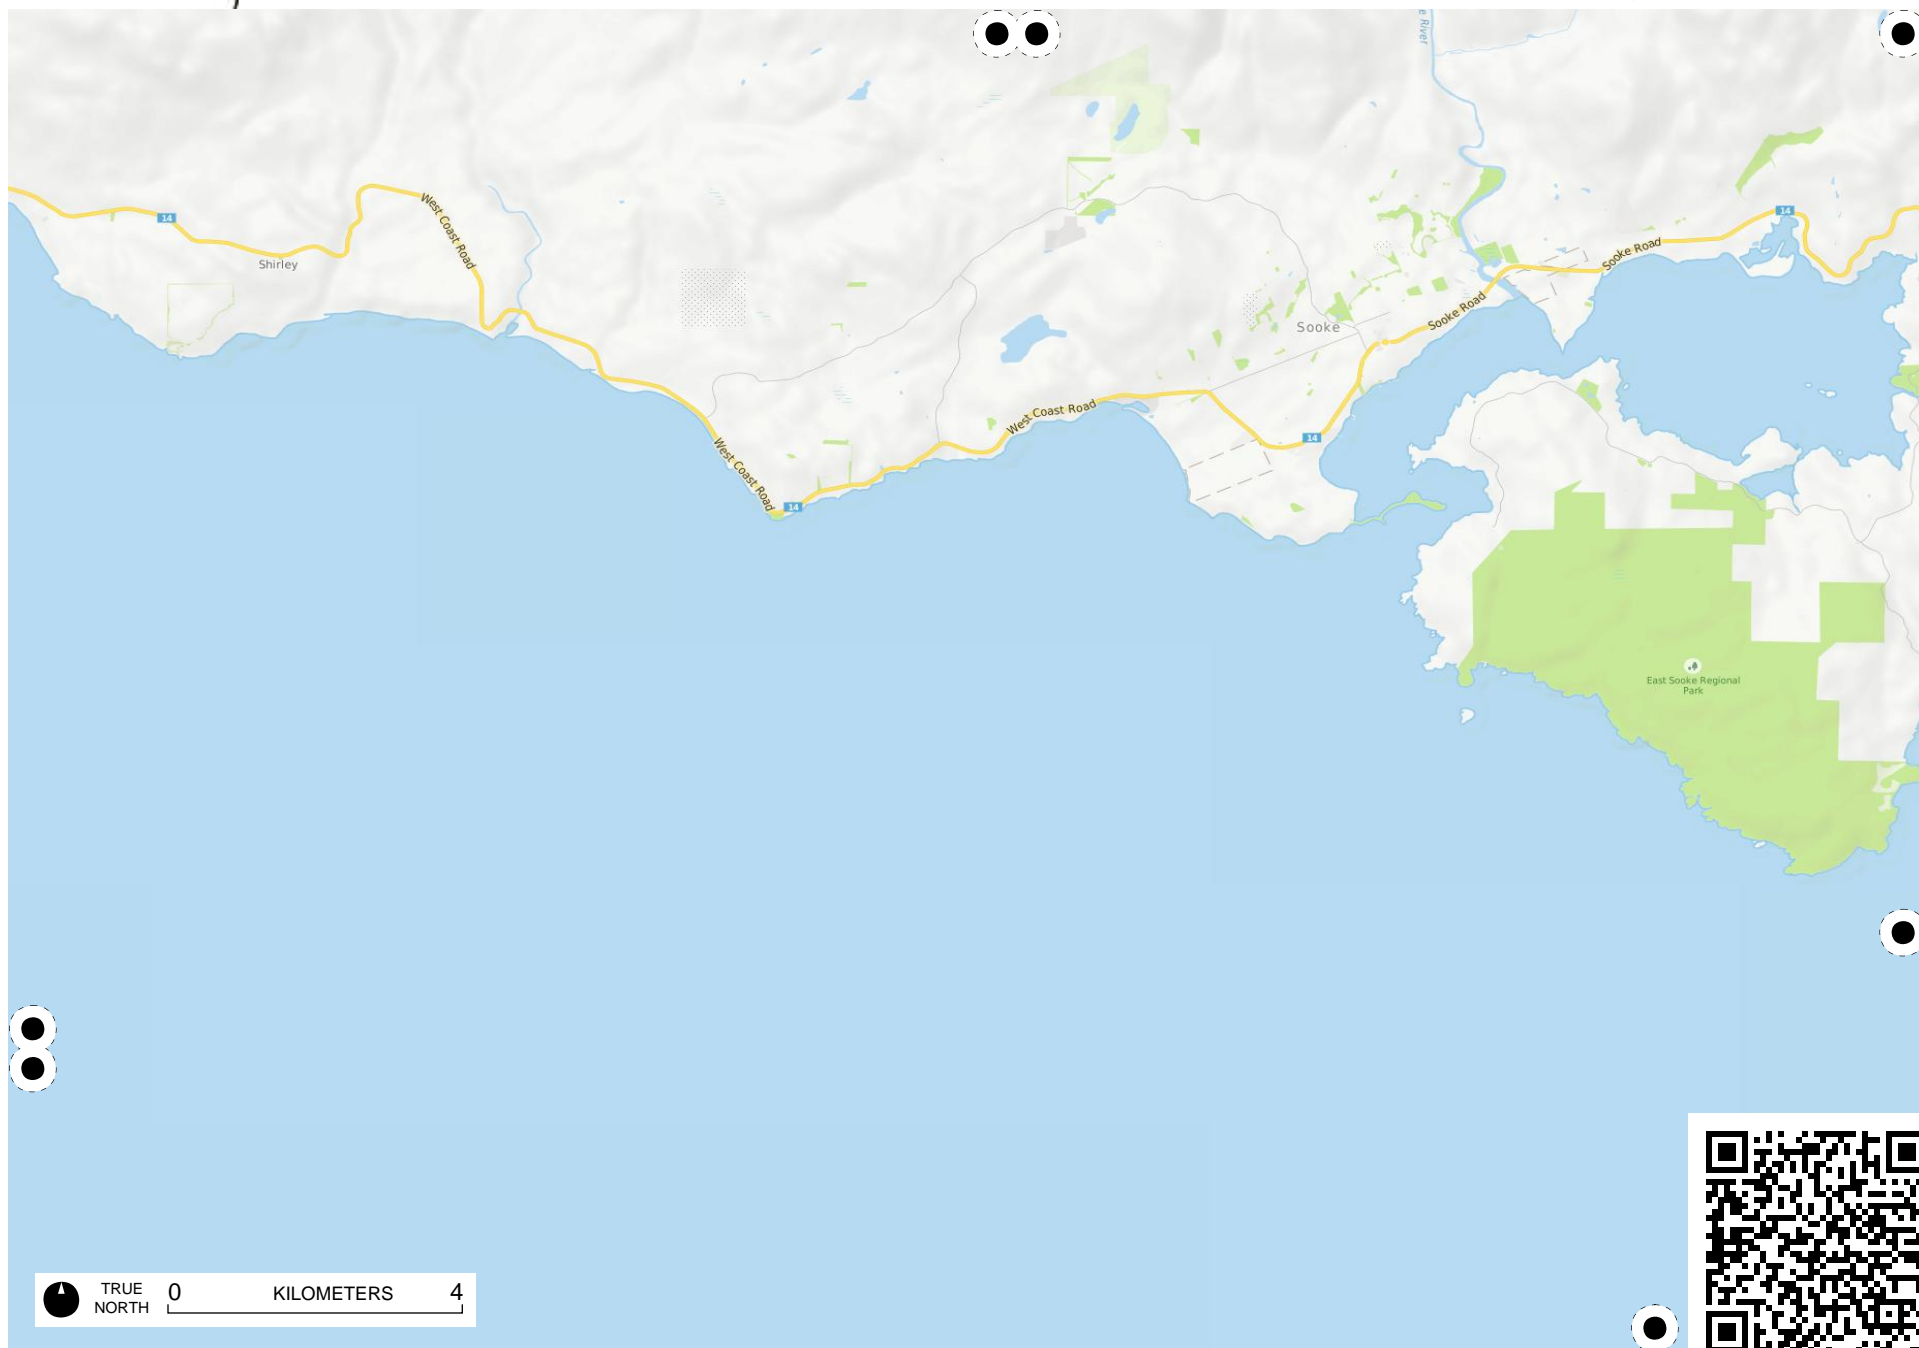 e River
14
West Coast Road
Shirley
14
Sooke Road
Sooke Road
Sooke
West Coast Road
14
West Coast Road
14
East Sooke Regional
Park
TRUE
NORTH
0
KILOMETERS
4